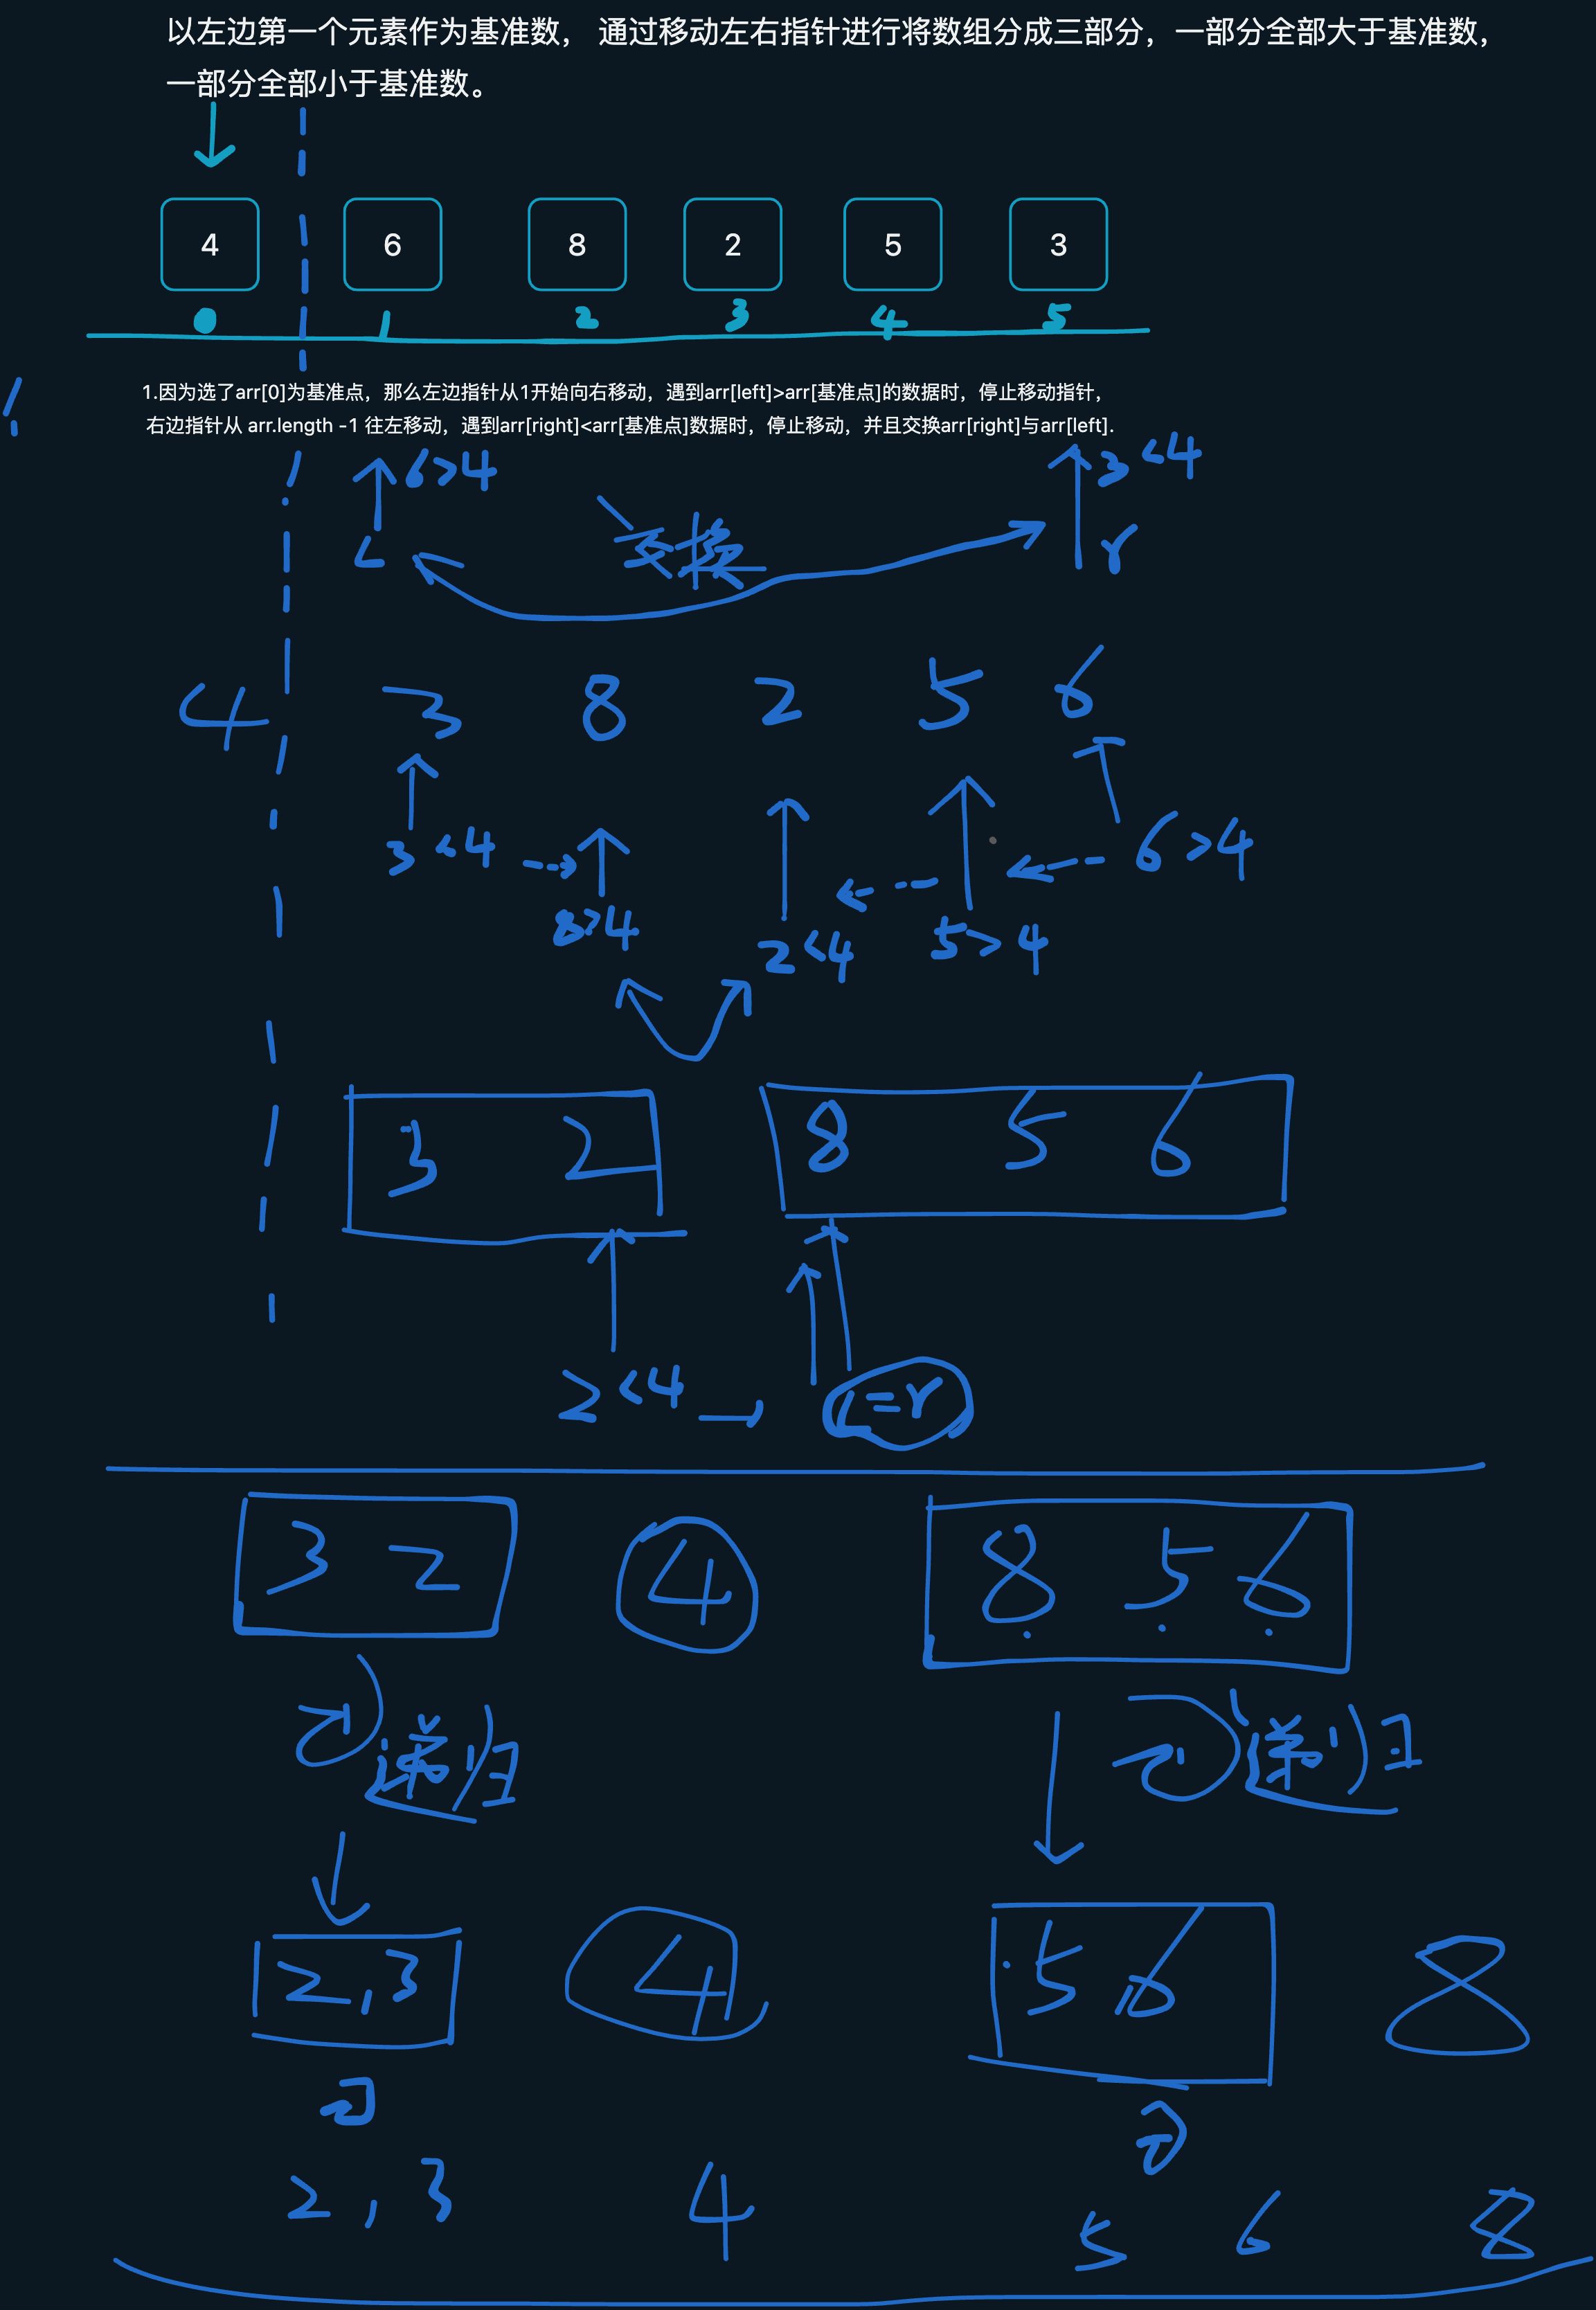 以左边第一个元素作为基准数， 通过移动左右指针进行将数组分成三部分，一部分全部大于基准数，
一部分全部小于基准数。
4 6 8 2 5 3
0 1 2 3 4 5
1.因为选了arr[0]为基准点，那么左边指针从1开始向右移动，遇到arr[left]>arr[基准点]的数据时，停止移动指针，
右边指针从 arr.length -1 往左移动，遇到arr[right]<arr[基准点]数据时，停止移动，并且交换arr[right]与arr[left].
6>4 3<4
L 交换 r
4 3 8 2 5 6
3<4 6>4
8>4 2<4 5>4
3 2 8 5 6
2<4 L=r
3 2 4 8 5 6
递归 递归
2,3 4 5 6 8
2,3 4 5 6 8